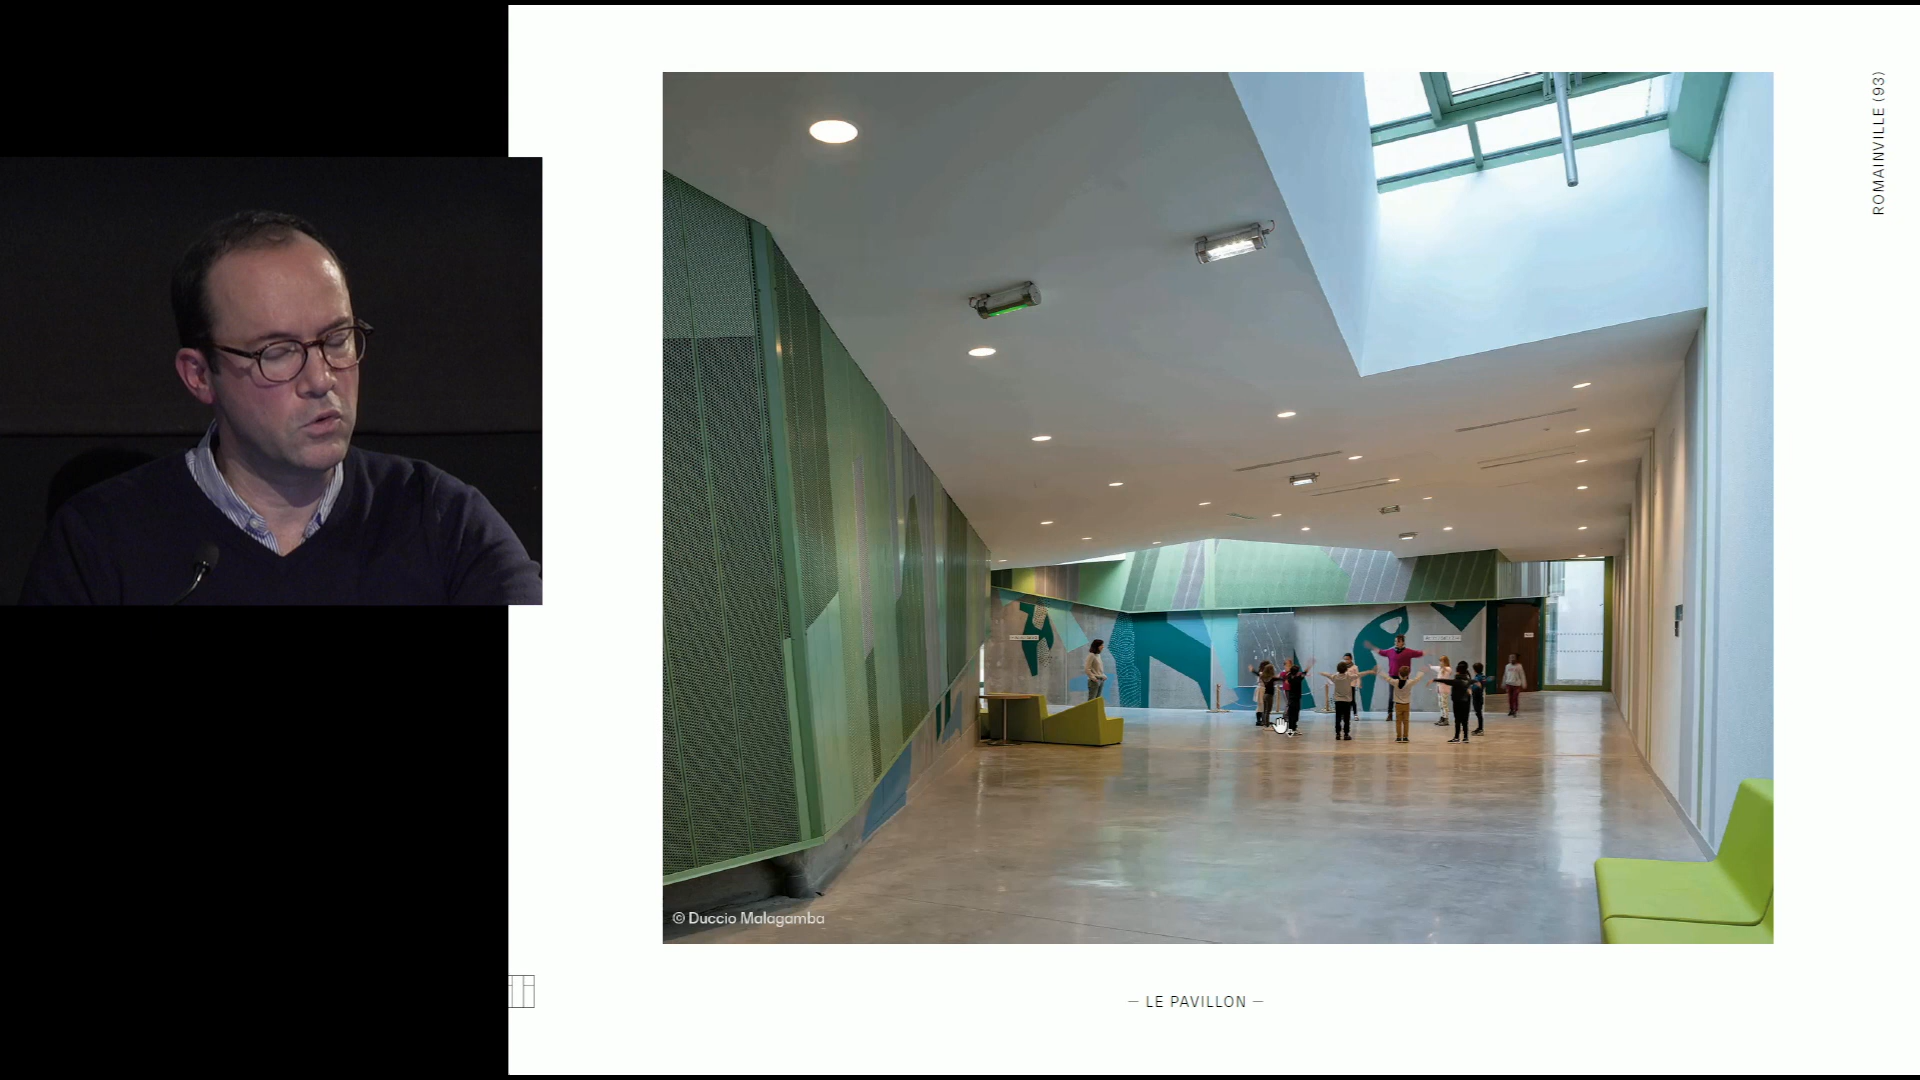 ROMAINVILLE (93)
© Duccio Malagamba
— LE PAVILLON —